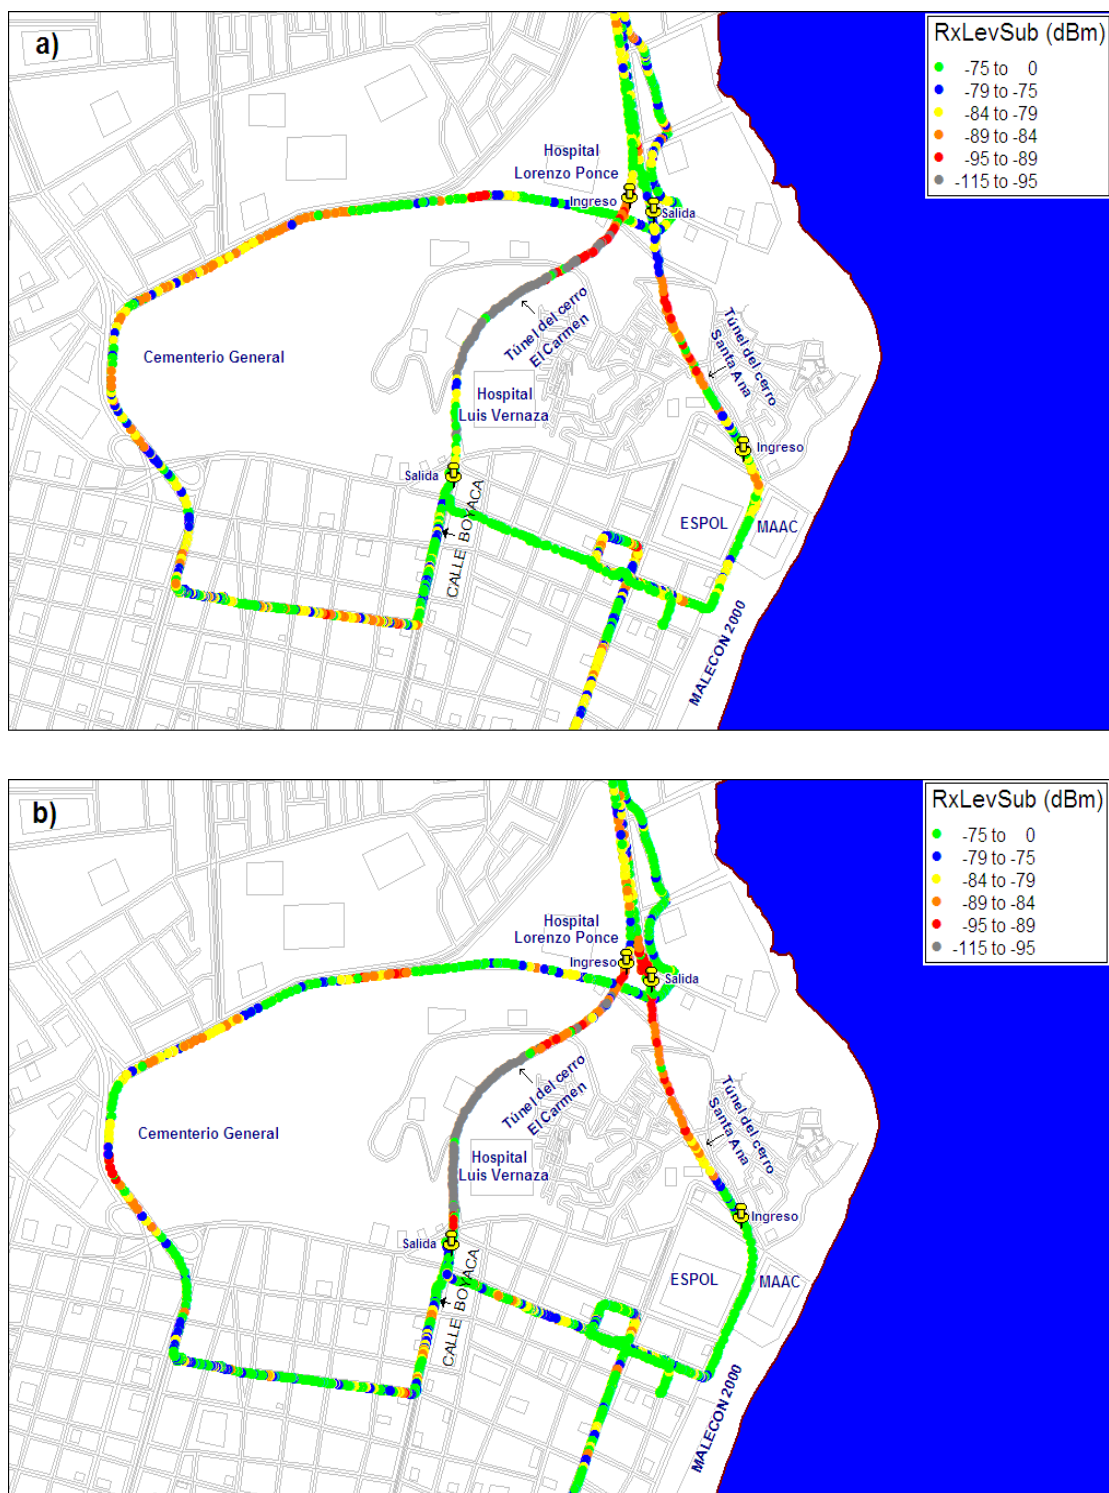 a)
RxLevSub (dBm)
-75 to 0
-79 to -75
-84 to -79
-89 to -84
-95 to -89
-115 to -95
Hospital
Lorenzo Ponce
Ingreso
Salida
Túnel del cerro
El Carmen
Túnel del cerro
Santa Ana
Cementerio General
Hospital
Luis Vernaza
Ingreso
Salida
CALLE BOYACA
ESPOL
MAAC
MALECON 2000
b)
RxLevSub (dBm)
-75 to 0
-79 to -75
-84 to -79
-89 to -84
-95 to -89
-115 to -95
Hospital
Lorenzo Ponce
Ingreso
Salida
Túnel del cerro
El Carmen
Túnel del cerro
Santa Ana
Cementerio General
Hospital
Luis Vernaza
Ingreso
Salida
CALLE BOYACA
ESPOL
MAAC
MALECON 2000